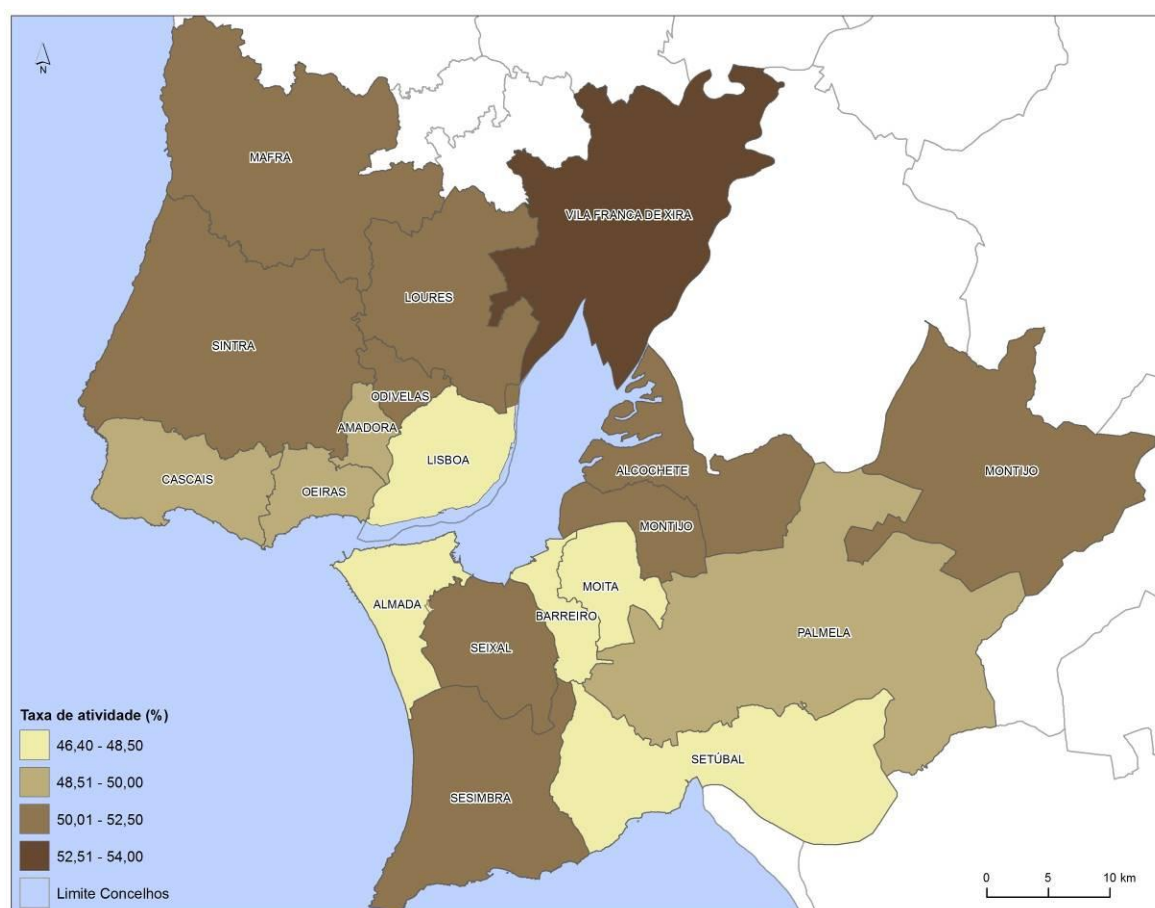 N
MAFRA
VILA FRANCA DE XIRA
LOURES
SINTRA
ODIVELAS
AMADORA
LISBOA
CASCAIS
OEIRAS
ALCOCHETE
MONTIJO
MONTIJO
MOITA
ALMADA
BARREIRO
SEIXAL
PALMELA
SETÚBAL
SESIMBRA
Taxa de atividade (%)
46,40 - 48,50
48,51 - 50,00
50,01 - 52,50
52,51 - 54,00
Limite Concelhos
0 5 10 km